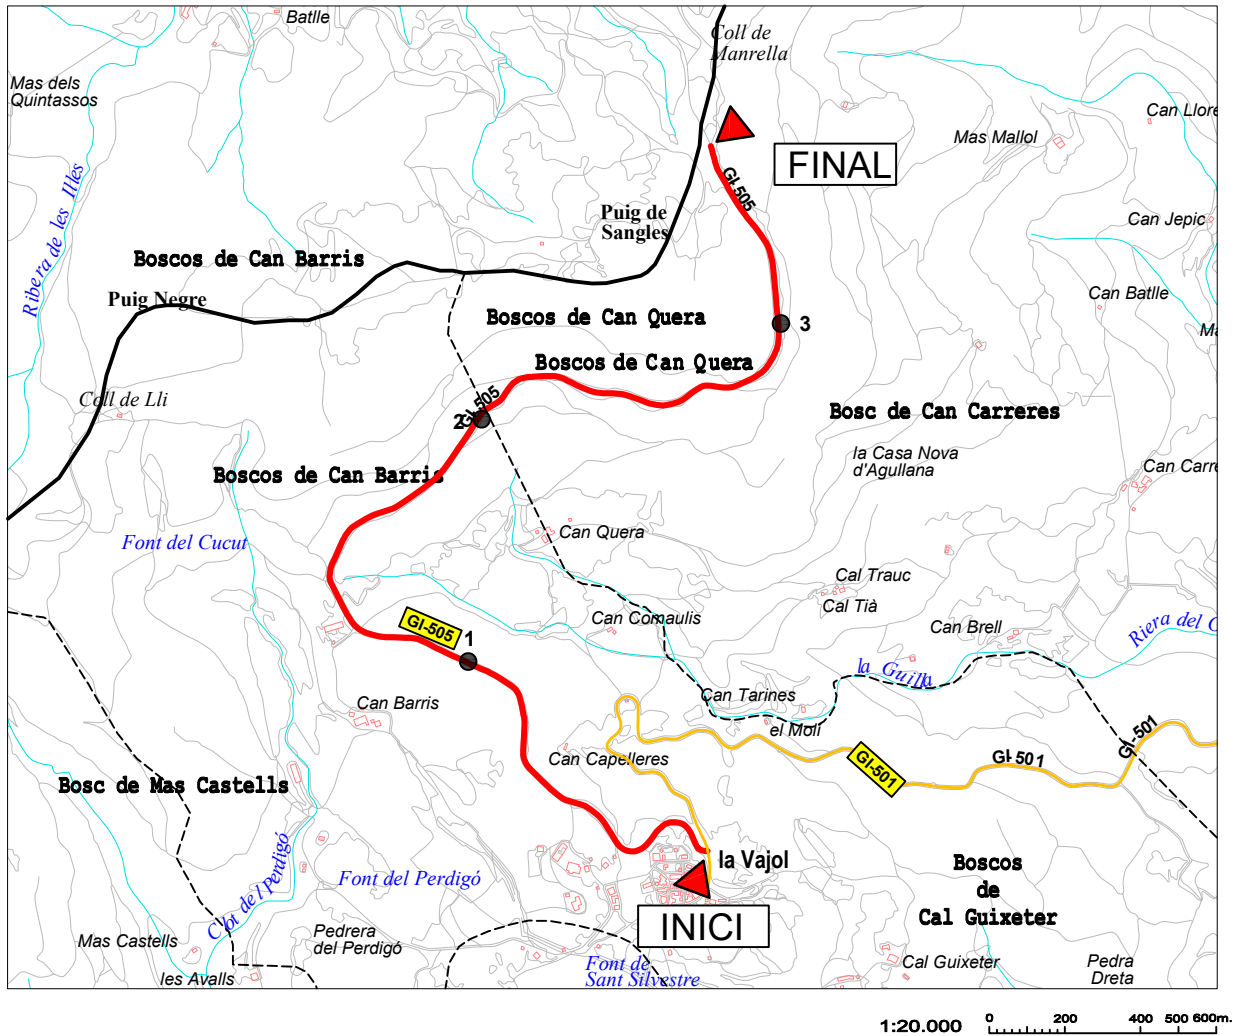 Batlle
Coll de
Manrella
Mas dels
Quintassos
Can Llore
Mas Mallol
FINAL
GI-505
Ribera de les Illes
Puig de
Sangles
Can Jepic
Boscos de Can Barris
Can Batlle
Puig Negre
Boscos de Can Quera
3
Ma
Boscos de Can Quera
Coll de Lli
GI-505
2
Bosc de Can Carreres
la Casa Nova
d'Agullana
Boscos de Can Barris
Can Carre
Font del Cucut
Can Quera
Cal Trauc
Cal Tià
GI-505
1
Can Comaulis
Can Brell
Riera del C
la Guilla
Can Barris
Can Tarines
el Molí
GI-501
Can Capelleres
GI-501
GI-501
Bosc de Mas Castells
la Vajol
Boscos
de
Cal Guixeter
Clot del Perdigó
Font del Perdigó
INICI
Mas Castells
Pedrera
del Perdigó
les Avalls
Font de
Sant Silvestre
Cal Guixeter
Pedra
Dreta
1:20.000
0 200 400 500 600m.